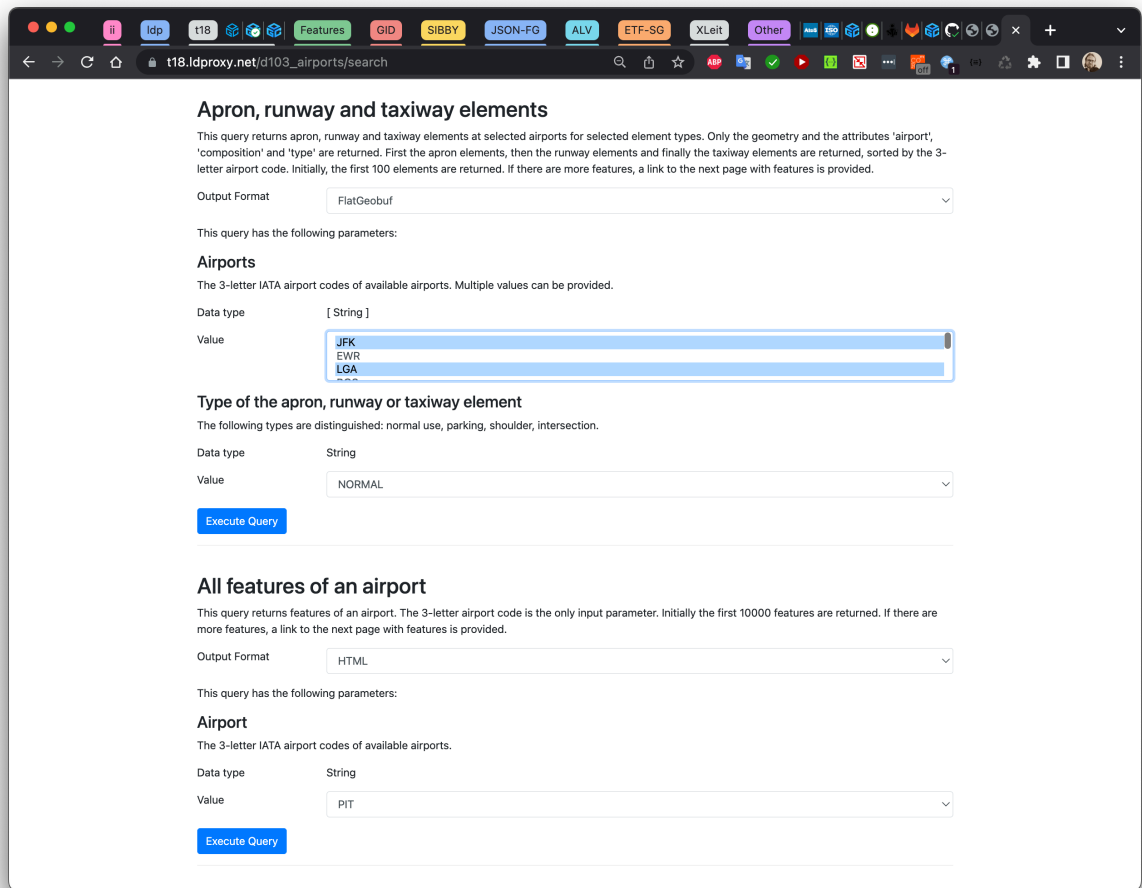 ii
ldp
t18
Features
GID
SIBBY
JSON-FG
ALV
ETF-SG
XLeit
Other
t18.ldproxy.net/d103_airports/search
ABP
off
1
Apron, runway and taxiway elements
This query returns apron, runway and taxiway elements at selected airports for selected element types. Only the geometry and the attributes 'airport',
'composition' and 'type' are returned. First the apron elements, then the runway elements and finally the taxiway elements are returned, sorted by the 3-
letter airport code. Initially, the first 100 elements are returned. If there are more features, a link to the next page with features is provided.
Output Format
FlatGeobuf
This query has the following parameters:
Airports
The 3-letter IATA airport codes of available airports. Multiple values can be provided.
Data type
[ String ]
Value
JFK
EWR
LGA
Type of the apron, runway or taxiway element
The following types are distinguished: normal use, parking, shoulder, intersection.
Data type
String
Value
NORMAL
Execute Query
All features of an airport
This query returns features of an airport. The 3-letter airport code is the only input parameter. Initially the first 10000 features are returned. If there are
more features, a link to the next page with features is provided.
Output Format
HTML
This query has the following parameters:
Airport
The 3-letter IATA airport codes of available airports.
Data type
String
Value
PIT
Execute Query